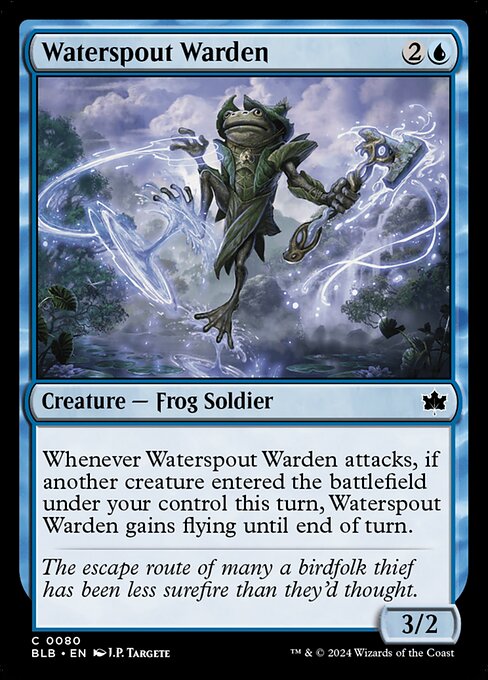 Waterspout Warden 2
Creature — Frog Soldier
Whenever Waterspout Warden attacks, if
another creature entered the battlefield
under your control this turn, Waterspout
Warden gains flying until end of turn.
The escape route of many a birdfolk thief
has been less surefire than they'd thought.
3/2
C 0080
BLB • EN J.P. Targete
™ & © 2024 Wizards of the Coast